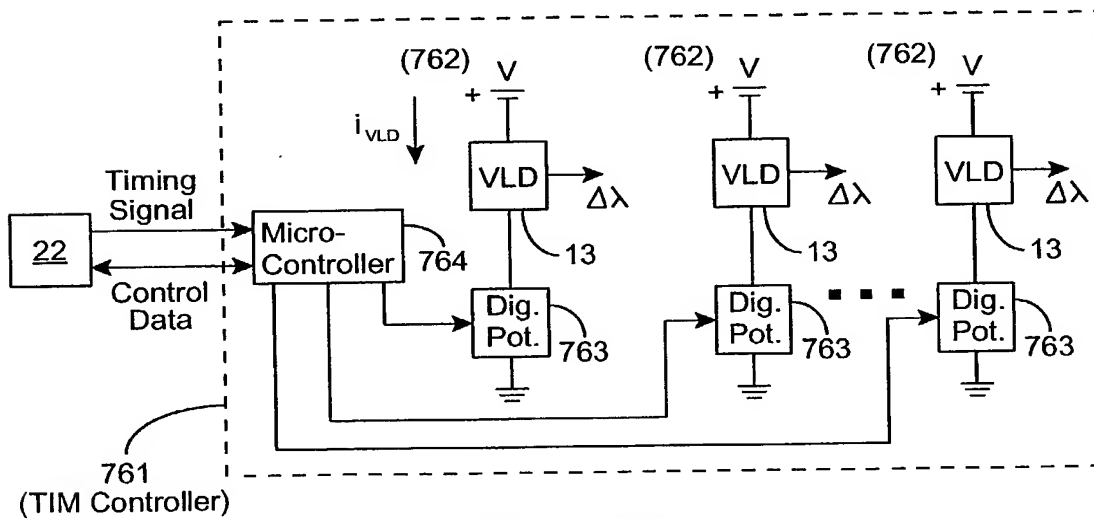 (762) V
(762) V
(762) V
+
+
+
i VLD
VLD
VLD
VLD
Δλ
Δλ
Δλ
Timing
Signal
22
Micro-
Controller
764
13
13
13
Control
Data
Dig.
Pot.
763
Dig.
Pot.
763
Dig.
Pot.
763
761
(TIM Controller)